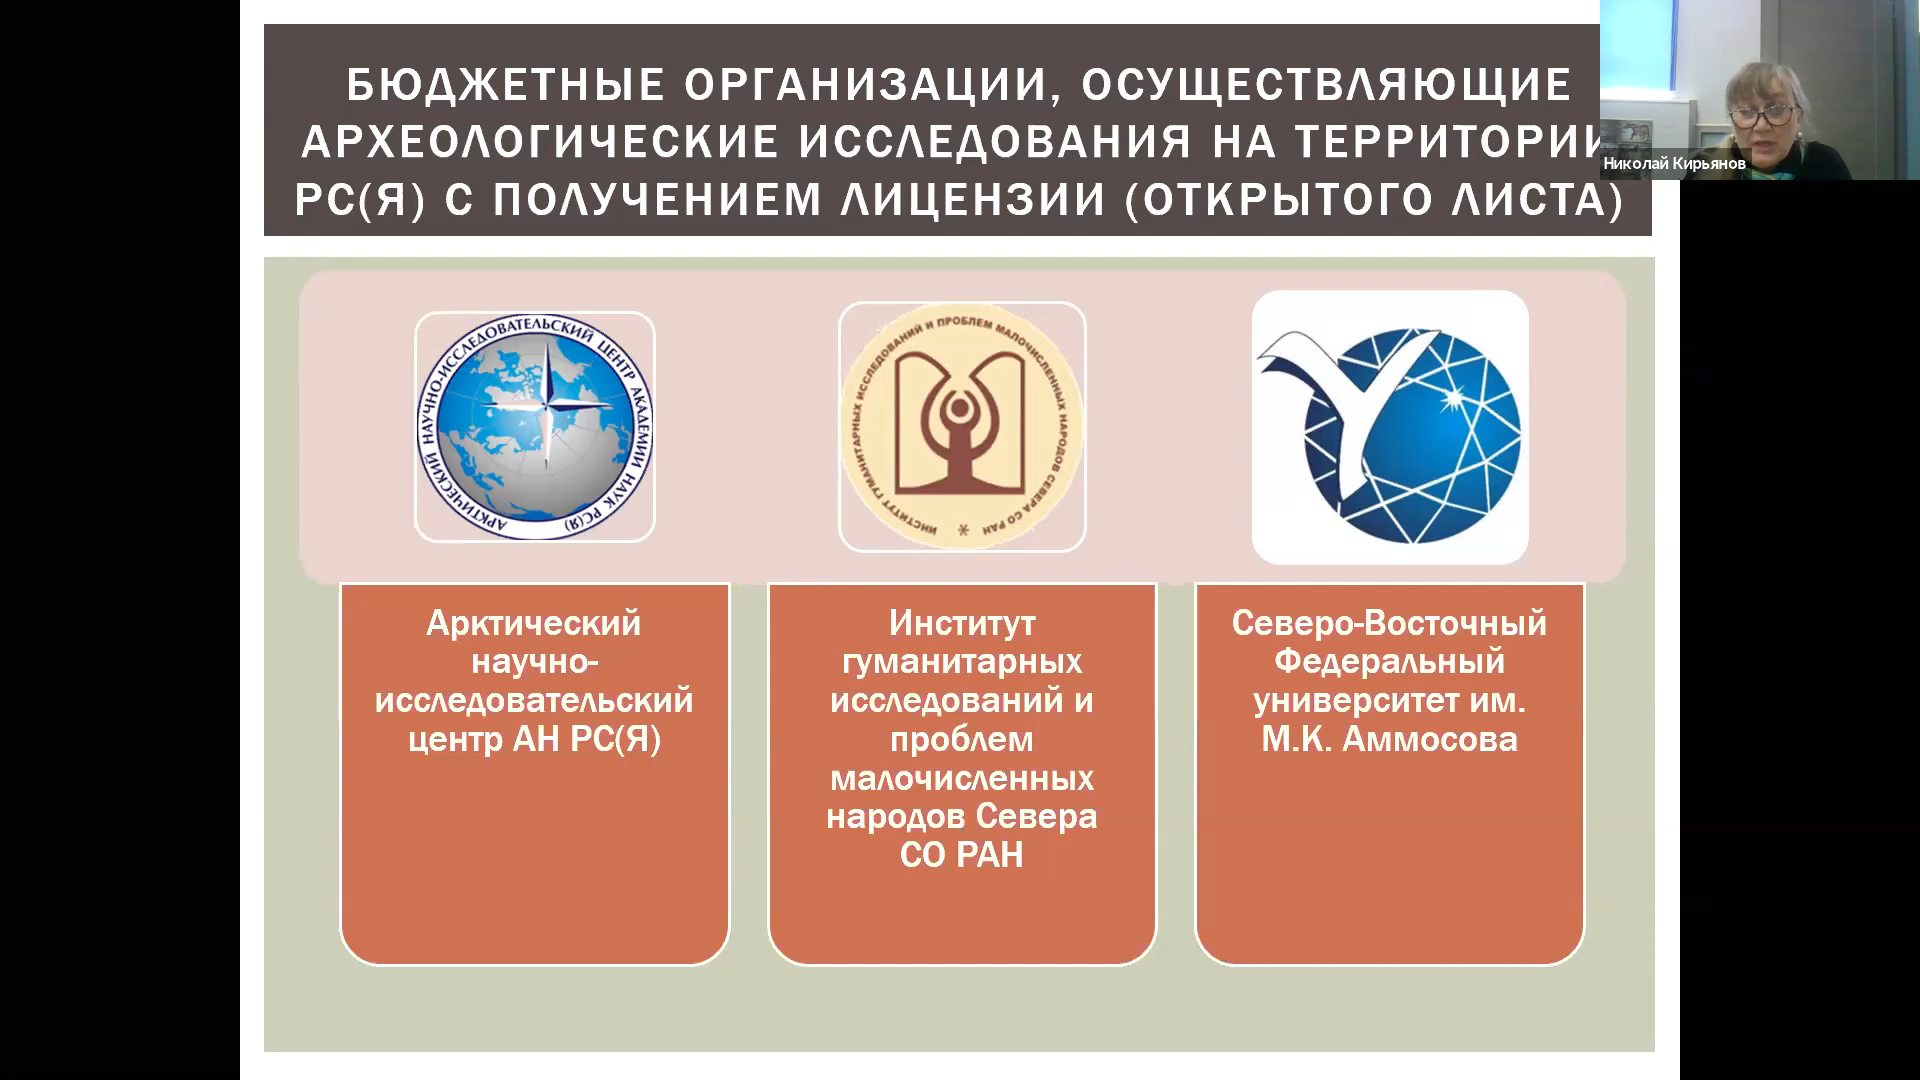 БЮДЖЕТНЫЕ ОРГАНИЗАЦИИ, ОСУЩЕСТВЛЯЮЩИЕ
АРХЕОЛОГИЧЕСКИЕ ИССЛЕДОВАНИЯ НА ТЕРРИТОРИИ
РС(Я) С ПОЛУЧЕНИЕМ ЛИЦЕНЗИИ (ОТКРЫТОГО ЛИСТА)
Николай Кирьянов
АРКТИЧЕСКИЙ НАУЧНО-ИССЛЕДОВАТЕЛЬСКИЙ ЦЕНТР АКАДЕМИИ НАУК РС(Я)
ИНСТИТУТ ГУМАНИТАРНЫХ ИССЛЕДОВАНИЙ И ПРОБЛЕМ МАЛОЧИСЛЕННЫХ НАРОДОВ СЕВЕРА СО РАН
Арктический
научно-
исследовательский
центр АН РС(Я)
Институт
гуманитарных
исследований и
проблем
малочисленных
народов Севера
СО РАН
Северо-Восточный
Федеральный
университет им.
М.К. Аммосова